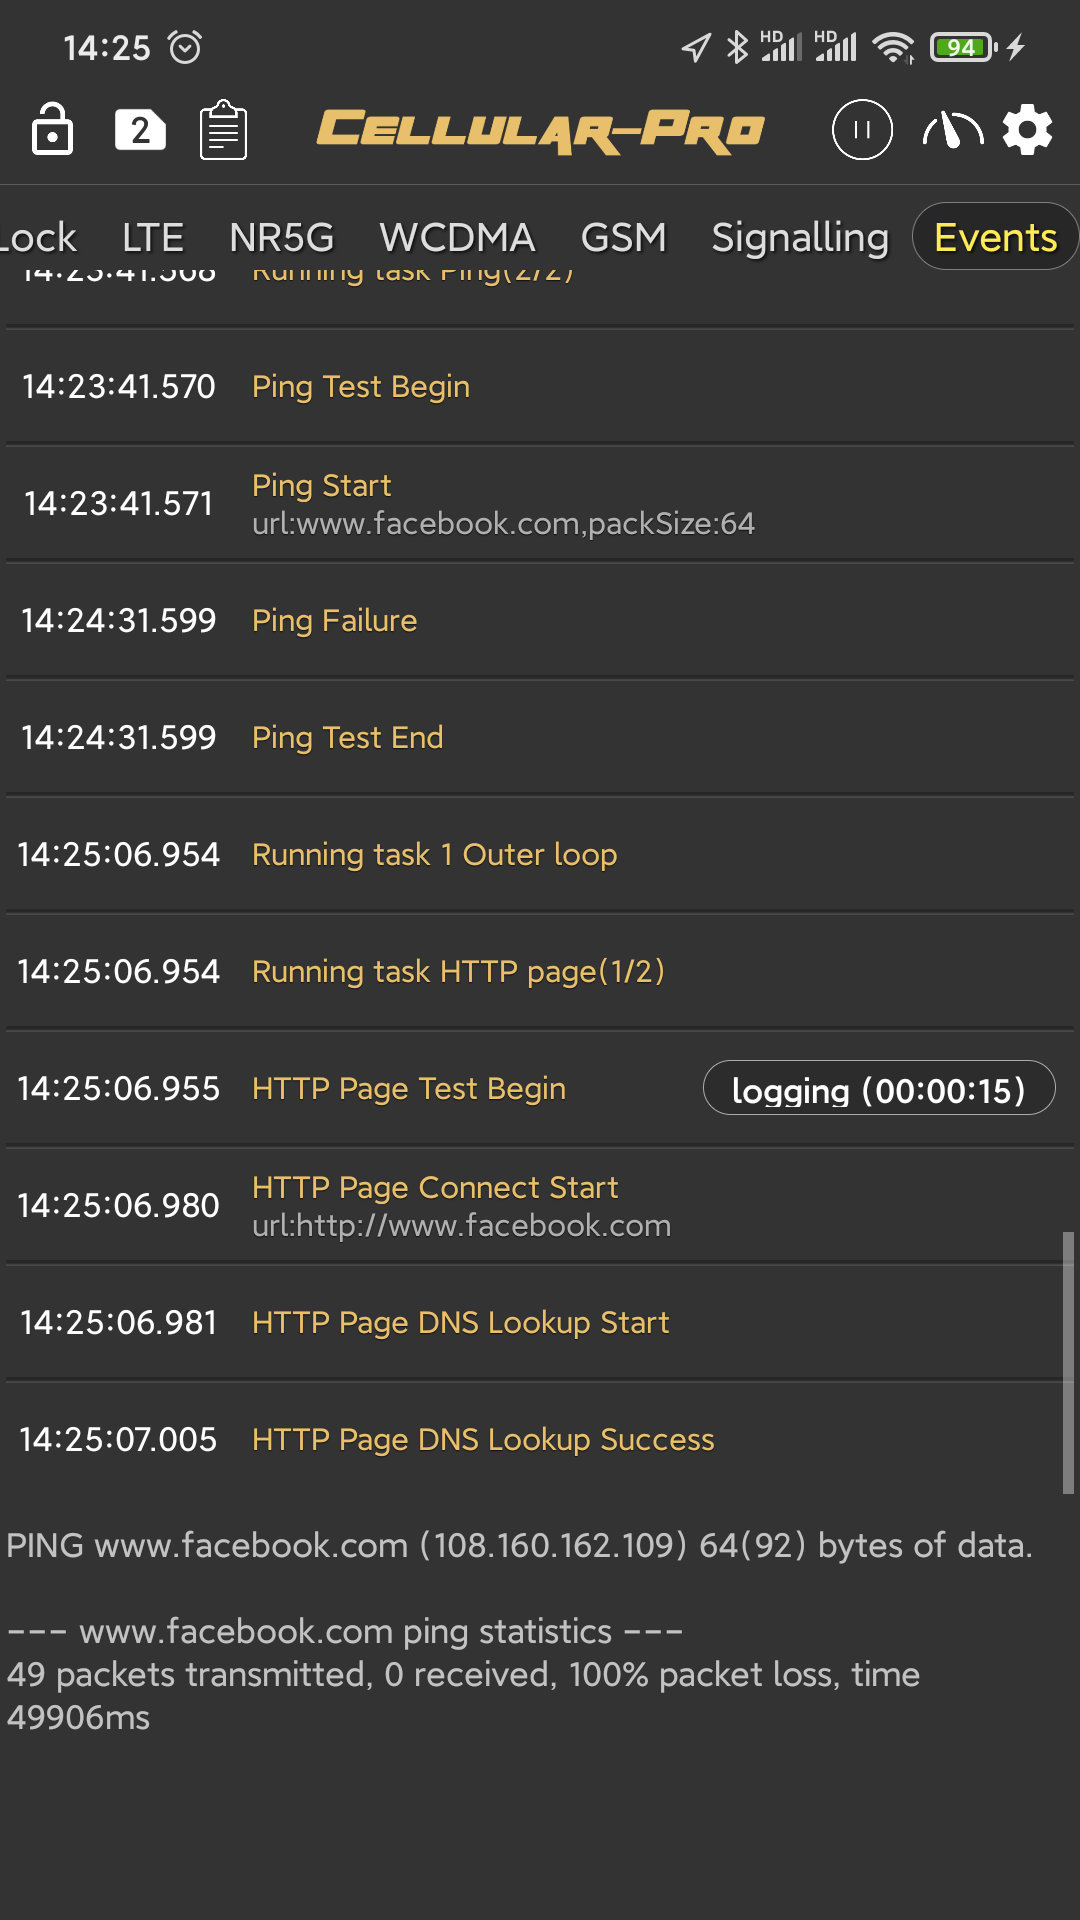 14:25
HD HD 94
2 CELLULAR-PRO
Lock LTE NR5G WCDMA GSM Signalling Events
14:23:41.568 Running task Ping(2/2)
14:23:41.570 Ping Test Begin
14:23:41.571 Ping Start
url:www.facebook.com,packSize:64
14:24:31.599 Ping Failure
14:24:31.599 Ping Test End
14:25:06.954 Running task 1 Outer loop
14:25:06.954 Running task HTTP page(1/2)
14:25:06.955 HTTP Page Test Begin
logging (00:00:15)
14:25:06.980 HTTP Page Connect Start
url:http://www.facebook.com
14:25:06.981 HTTP Page DNS Lookup Start
14:25:07.005 HTTP Page DNS Lookup Success
PING www.facebook.com (108.160.162.109) 64(92) bytes of data.
--- www.facebook.com ping statistics ---
49 packets transmitted, 0 received, 100% packet loss, time
49906ms